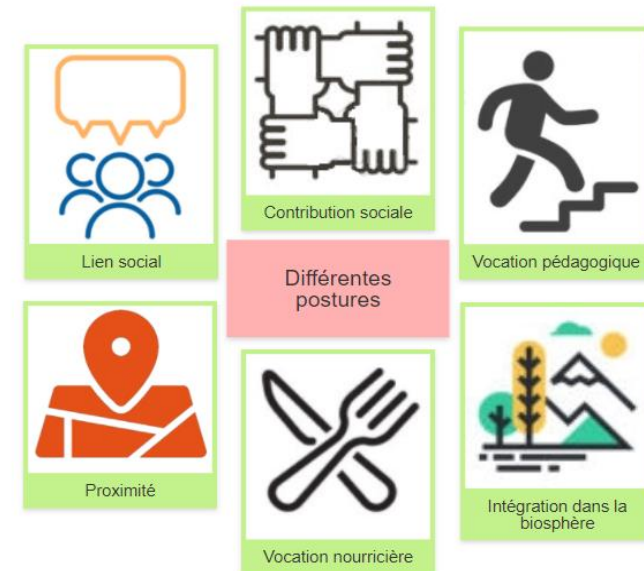 Contribution sociale
Lien social
Vocation pédagogique
Différentes
postures
Proximité
Vocation nourricière
Intégration dans la
biosphère